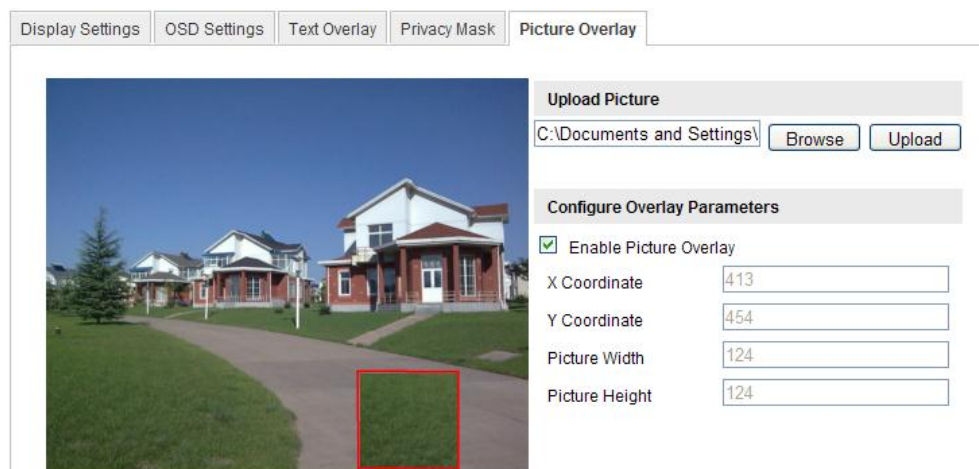 Display Settings
OSD Settings
Text Overlay
Privacy Mask
Picture Overlay
Upload Picture
C:\Documents and Settings\
Browse
Upload
Configure Overlay Parameters
Enable Picture Overlay
X Coordinate 413
Y Coordinate 454
Picture Width 124
Picture Height 124